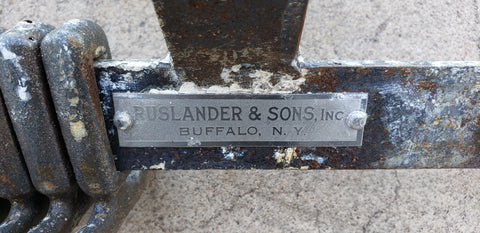 RUSLANDER & SONS, INC.
BUFFALO, N. Y.